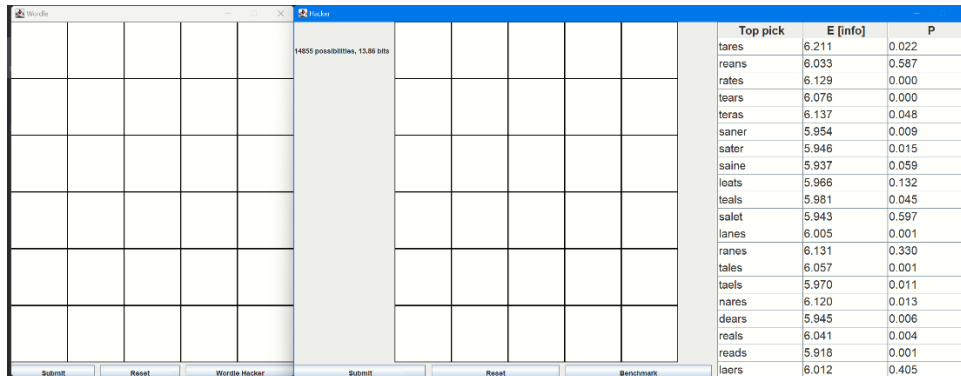 Wordle
Hacker
14855 possibilities, 13.86 bits
Top pick E [info] P
tares 6.211 0.022
reans 6.033 0.587
rates 6.129 0.000
tears 6.076 0.000
teras 6.137 0.048
saner 5.954 0.009
sater 5.946 0.015
saine 5.937 0.059
leats 5.966 0.132
teals 5.981 0.045
salet 5.943 0.597
lanes 6.005 0.001
ranes 6.131 0.330
tales 6.057 0.001
taels 5.970 0.011
nares 6.120 0.013
dears 5.945 0.006
reals 6.041 0.004
reads 5.918 0.001
laers 6.012 0.405
Submit Reset Wordle Hacker
Submit Reset Benchmark